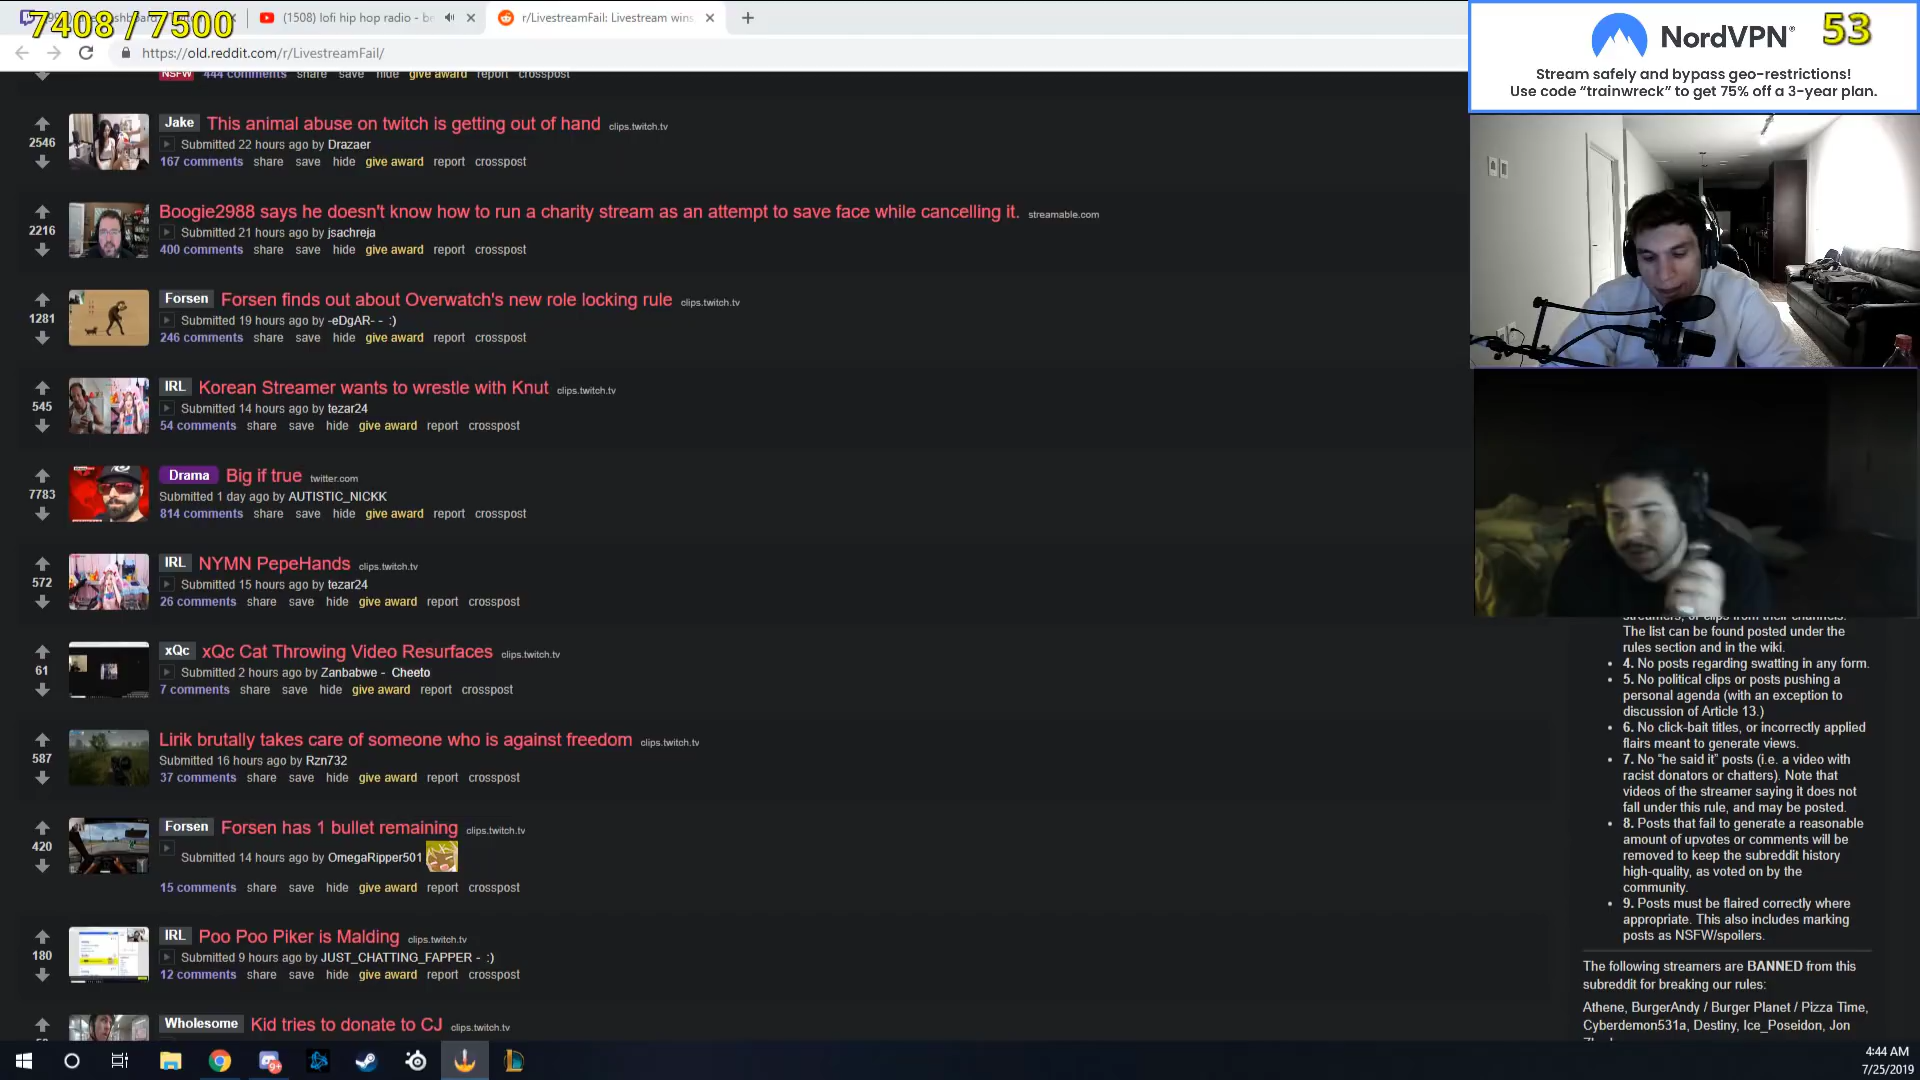 7408 / 7500
(1508) lofi hip hop radio - be
r/LivestreamFail: Livestream wins
https://old.reddit.com/r/LivestreamFail/
NordVPN®
53
Stream safely and bypass geo-restrictions!
Use code “trainwreck” to get 75% off a 3-year plan.
NSFW 444 comments share save hide give award report crosspost
Jake This animal abuse on twitch is getting out of hand clips.twitch.tv
2546
Submitted 22 hours ago by Drazaer
167 comments share save hide give award report crosspost
Boogie2988 says he doesn't know how to run a charity stream as an attempt to save face while cancelling it. streamable.com
2216
Submitted 21 hours ago by jsachreja
400 comments share save hide give award report crosspost
Forsen Forsen finds out about Overwatch's new role locking rule clips.twitch.tv
1281
Submitted 19 hours ago by -eDgAR- - :)
246 comments share save hide give award report crosspost
IRL Korean Streamer wants to wrestle with Knut clips.twitch.tv
545
Submitted 14 hours ago by tezar24
54 comments share save hide give award report crosspost
Drama Big if true twitter.com
7783
Submitted 1 day ago by AUTISTIC_NICKK
814 comments share save hide give award report crosspost
IRL NYMN PepeHands clips.twitch.tv
572
Submitted 15 hours ago by tezar24
26 comments share save hide give award report crosspost
xQc xQc Cat Throwing Video Resurfaces clips.twitch.tv
61
Submitted 2 hours ago by Zanbabwe - Cheeto
7 comments share save hide give award report crosspost
Lirik brutally takes care of someone who is against freedom clips.twitch.tv
587
Submitted 16 hours ago by Rzn732
37 comments share save hide give award report crosspost
Forsen Forsen has 1 bullet remaining clips.twitch.tv
420
Submitted 14 hours ago by OmegaRipper501
15 comments share save hide give award report crosspost
IRL Poo Poo Piker is Malding clips.twitch.tv
180
Submitted 9 hours ago by JUST_CHATTING_FAPPER - :)
12 comments share save hide give award report crosspost
Wholesome Kid tries to donate to CJ clips.twitch.tv
streamers, or clips from their channels.
The list can be found posted under the
rules section and in the wiki.
4. No posts regarding swatting in any form.
5. No political clips or posts pushing a
personal agenda (with an exception to
discussion of Article 13.)
6. No click-bait titles, or incorrectly applied
flairs meant to generate views.
7. No “he said it” posts (i.e. a video with
racist donators or chatters). Note that
videos of the streamer saying it does not
fall under this rule, and may be posted.
8. Posts that fail to generate a reasonable
amount of upvotes or comments will be
removed to keep the subreddit history
high-quality, as voted on by the
community.
9. Posts must be flaired correctly where
appropriate. This also includes marking
posts as NSFW/spoilers.
The following streamers are BANNED from this
subreddit for breaking our rules:
Athene, BurgerAndy / Burger Planet / Pizza Time,
Cyberdemon531a, Destiny, Ice_Poseidon, Jon
9+
4:44 AM
7/25/2019